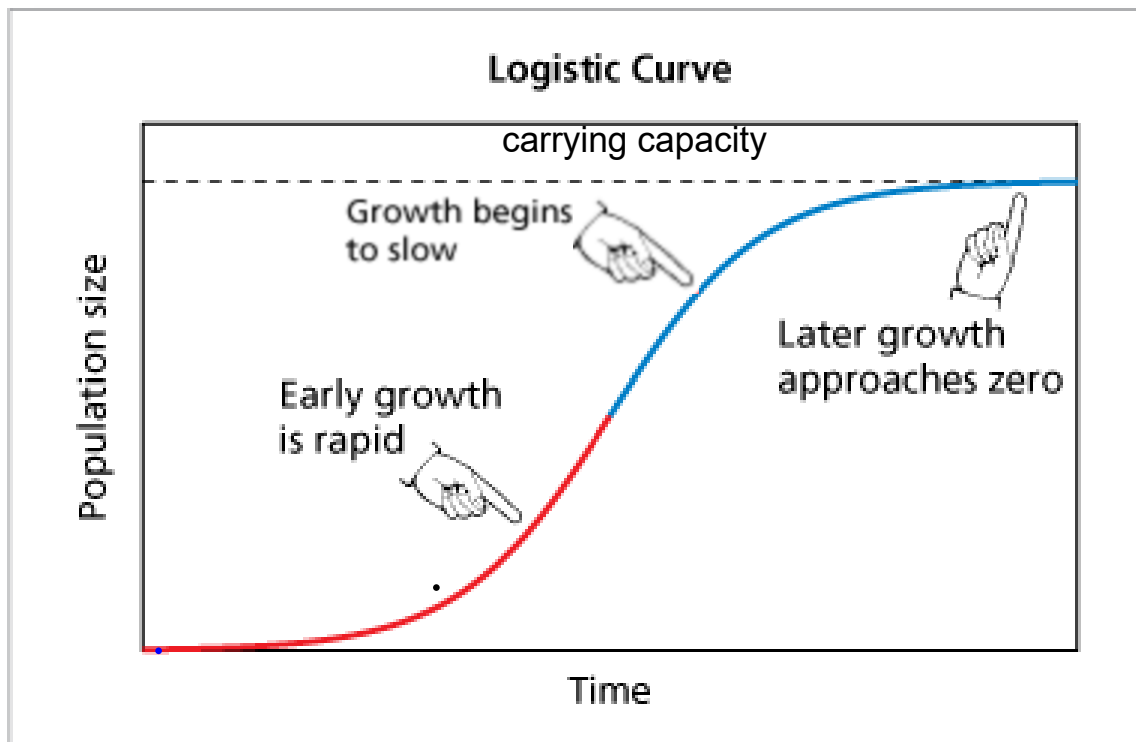 Logistic Curve
carrying capacity
Growth begins
to slow
Later growth
approaches zero
Early growth
is rapid
Population size
Time